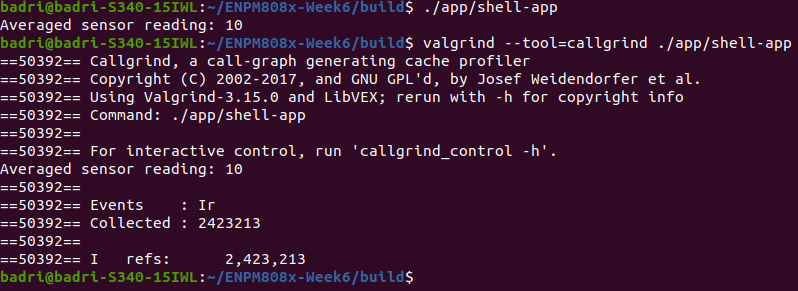 badri@badri-S340-15IWL:~/ENPM808x-Week6/build$ ./app/shell-app
Averaged sensor reading: 10
badri@badri-S340-15IWL:~/ENPM808x-Week6/build$ valgrind --tool=callgrind ./app/shell-app
==50392== Callgrind, a call-graph generating cache profiler
==50392== Copyright (C) 2002-2017, and GNU GPL'd, by Josef Weidendorfer et al.
==50392== Using Valgrind-3.15.0 and LibVEX; rerun with -h for copyright info
==50392== Command: ./app/shell-app
==50392==
==50392== For interactive control, run 'callgrind_control -h'.
Averaged sensor reading: 10
==50392==
==50392== Events    : Ir
==50392== Collected : 2423213
==50392==
==50392== I   refs:      2,423,213
badri@badri-S340-15IWL:~/ENPM808x-Week6/build$